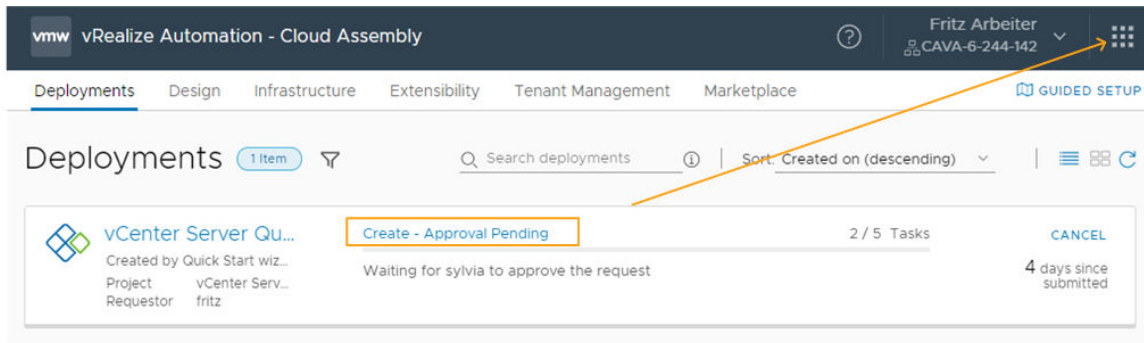 vmw vRealize Automation - Cloud Assembly
Fritz Arbeiter
CAVA-6-244-142
Deployments Design Infrastructure Extensibility Tenant Management Marketplace GUIDED SETUP
Deployments 1 Item Search deployments Sort: Created on (descending)
vCenter Server Qu... Create - Approval Pending 2 / 5 Tasks CANCEL
Created by Quick Start wiz... Waiting for sylvia to approve the request 4 days since
Project vCenter Serv... submitted
Requestor fritz